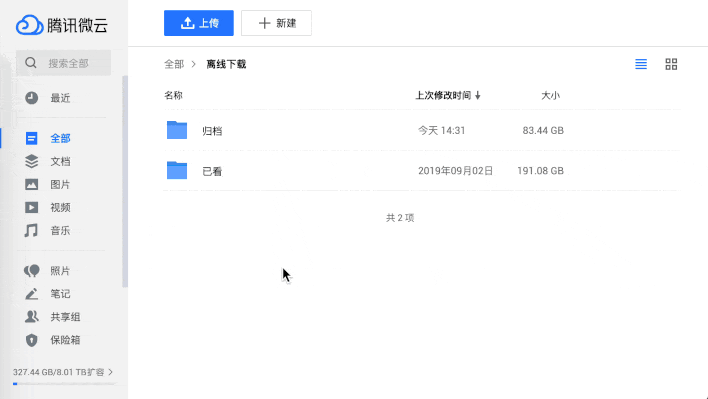 腾讯微云
上传
新建
搜索全部
全部 > 离线下载
最近
名称 上次修改时间 大小
全部
文档
图片
视频
音乐
归档 今天 14:31 83.44 GB
已看 2019年09月02日 191.08 GB
共 2 项
照片
笔记
共享组
保险箱
327.44 GB/8.01 TB扩容 >